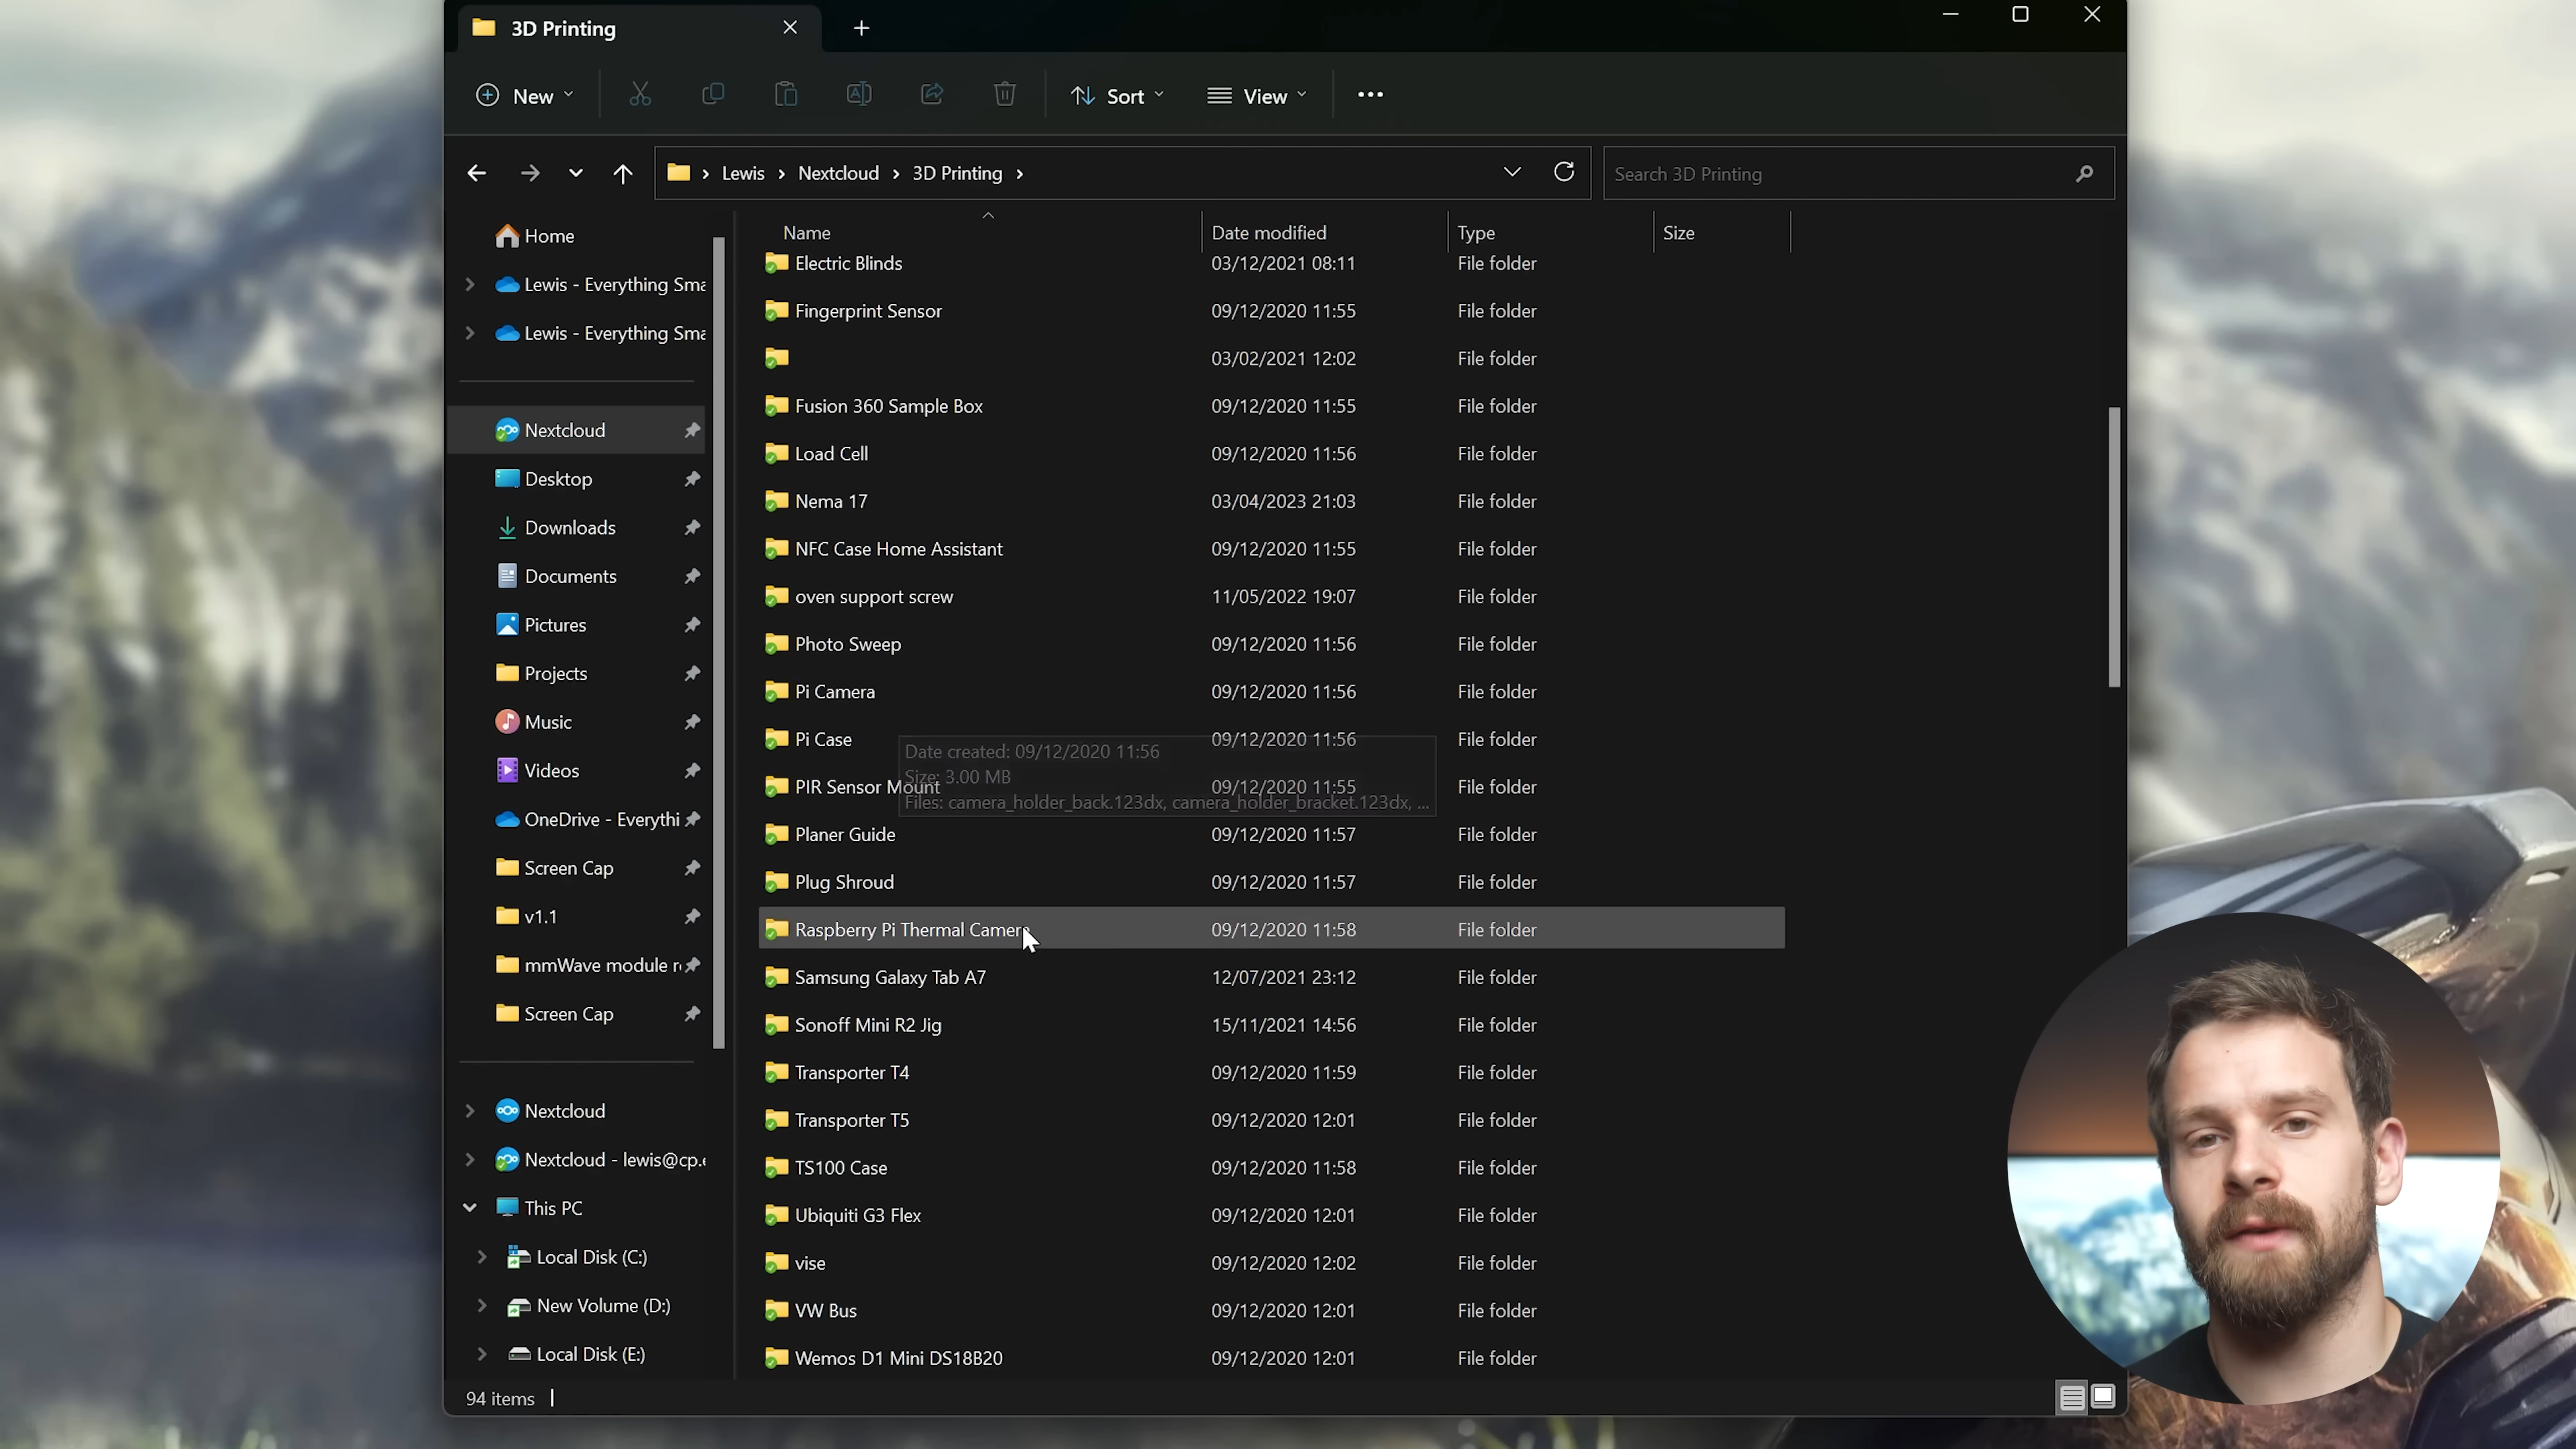 3D Printing
New
Sort
View
Lewis
Nextcloud
3D Printing
Search 3D Printing
Home
Lewis - Everything Sma
Lewis - Everything Sma
Nextcloud
Desktop
Downloads
Documents
Pictures
Projects
Music
Videos
OneDrive - Everythi
Screen Cap
v1.1
mmWave module r
Screen Cap
Nextcloud
Nextcloud - lewis@cp.
This PC
Local Disk (C:)
New Volume (D:)
Local Disk (E:)
Name Date modified Type Size
Electric Blinds 03/12/2021 08:11 File folder
Fingerprint Sensor 09/12/2020 11:55 File folder
03/02/2021 12:02 File folder
Fusion 360 Sample Box 09/12/2020 11:55 File folder
Load Cell 09/12/2020 11:56 File folder
Nema 17 03/04/2023 21:03 File folder
NFC Case Home Assistant 09/12/2020 11:55 File folder
oven support screw 11/05/2022 19:07 File folder
Photo Sweep 09/12/2020 11:56 File folder
Pi Camera 09/12/2020 11:56 File folder
Pi Case 09/12/2020 11:56 File folder
Date created: 09/12/2020 11:56
Size: 3.00 MB
PIR Sensor Mount 09/12/2020 11:55 File folder
Files: camera_holder_back.123dx, camera_holder_bracket.123dx, ...
Planer Guide 09/12/2020 11:57 File folder
Plug Shroud 09/12/2020 11:57 File folder
Raspberry Pi Thermal Camera 09/12/2020 11:58 File folder
Samsung Galaxy Tab A7 12/07/2021 23:12 File folder
Sonoff Mini R2 Jig 15/11/2021 14:56 File folder
Transporter T4 09/12/2020 11:59 File folder
Transporter T5 09/12/2020 12:01 File folder
TS100 Case 09/12/2020 11:58 File folder
Ubiquiti G3 Flex 09/12/2020 12:01 File folder
vise 09/12/2020 12:02 File folder
VW Bus 09/12/2020 12:01 File folder
Wemos D1 Mini DS18B20 09/12/2020 12:01 File folder
94 items